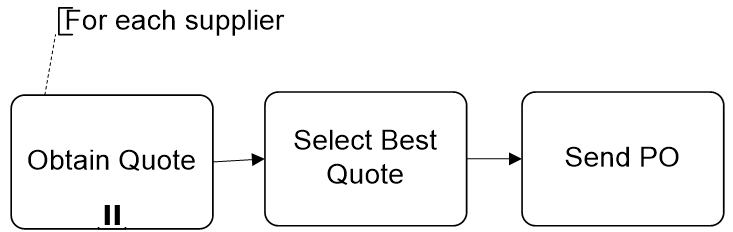 For each supplier
Obtain Quote
Select Best
Quote
Send PO